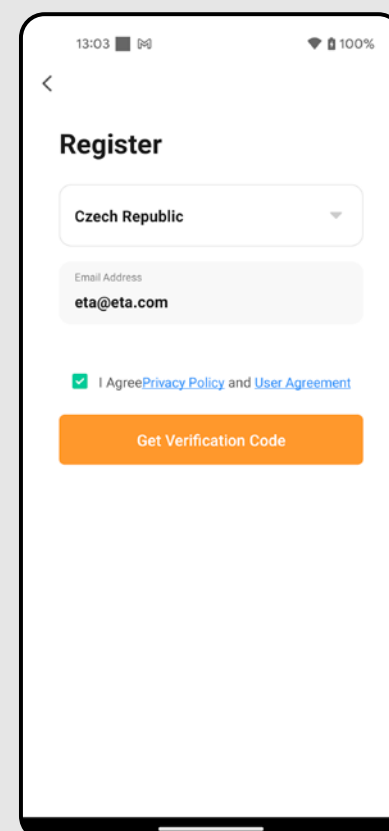 13:03 100%
Register
Czech Republic
Email Address
eta@eta.com
I AgreePrivacy Policy and User Agreement
Get Verification Code